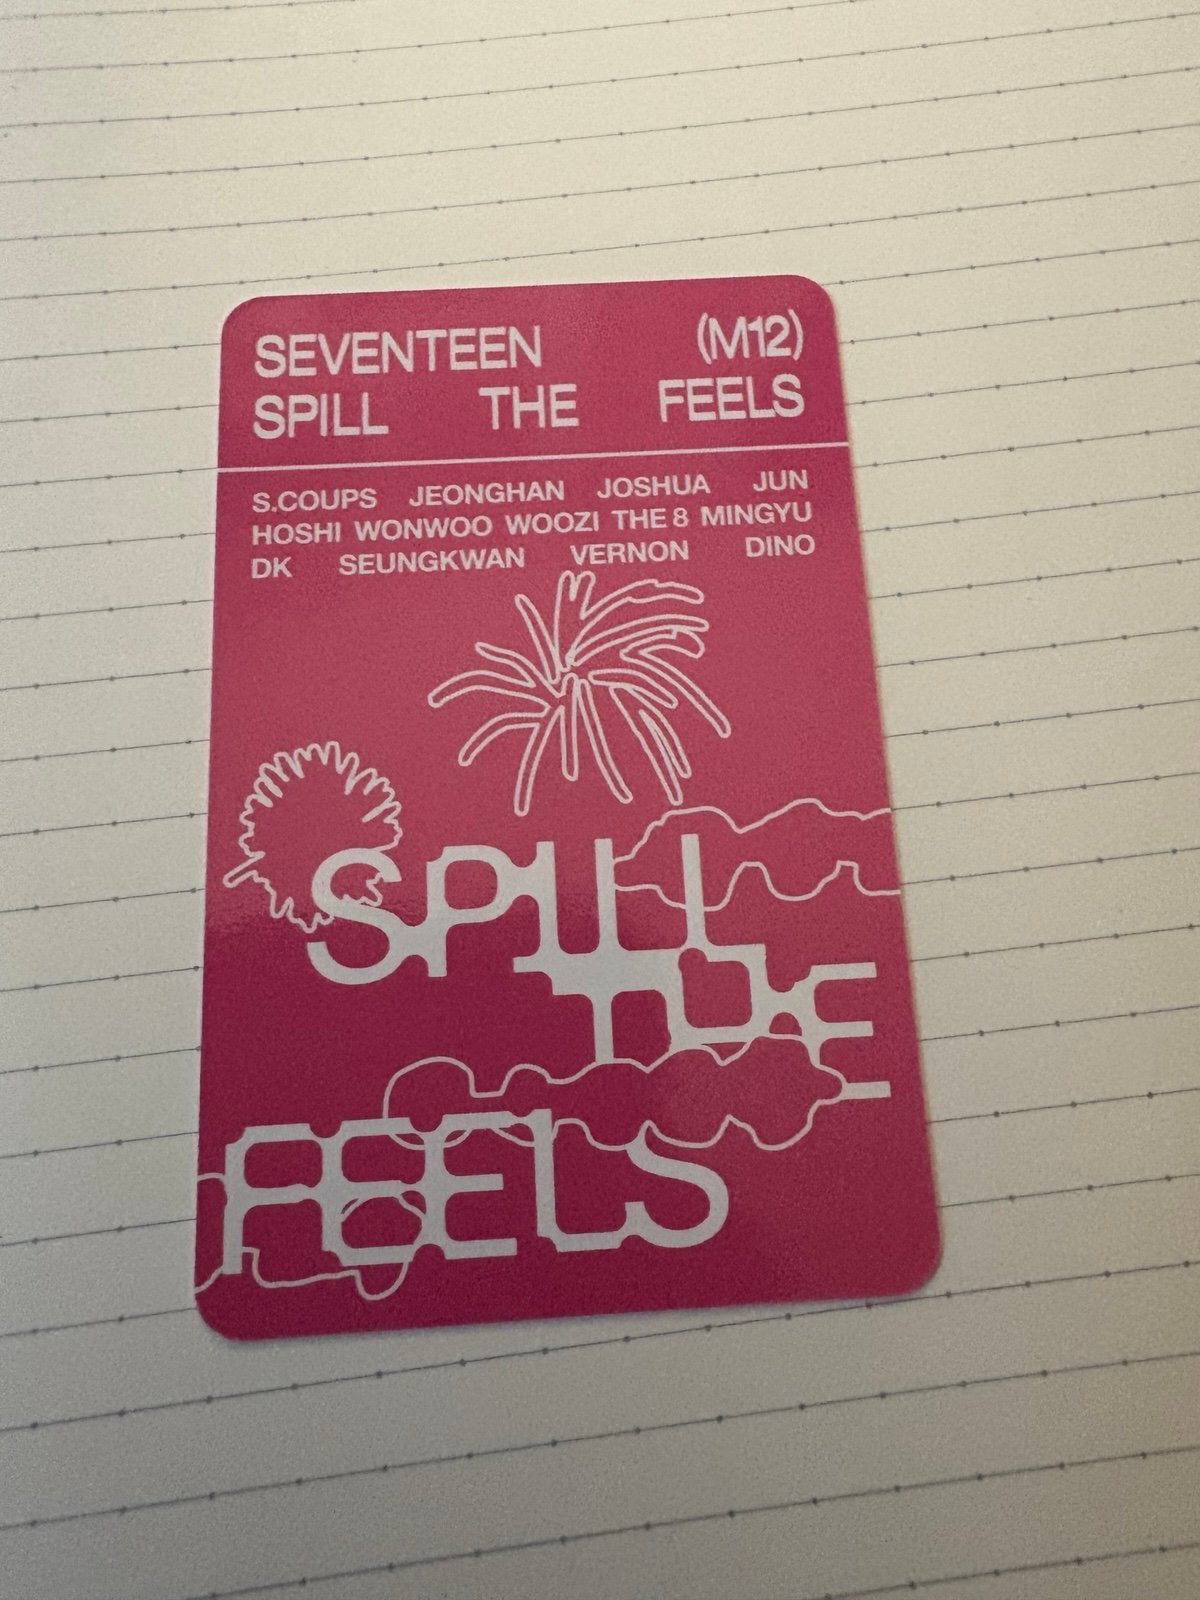 SEVENTEEN (M12)
SPILL THE FEELS
S.COUPS JEONGHAN JOSHUA JUN
HOSHI WONWOO WOOZI THE 8 MINGYU
DK SEUNGKWAN VERNON DINO
SPILL
THE
FEELS